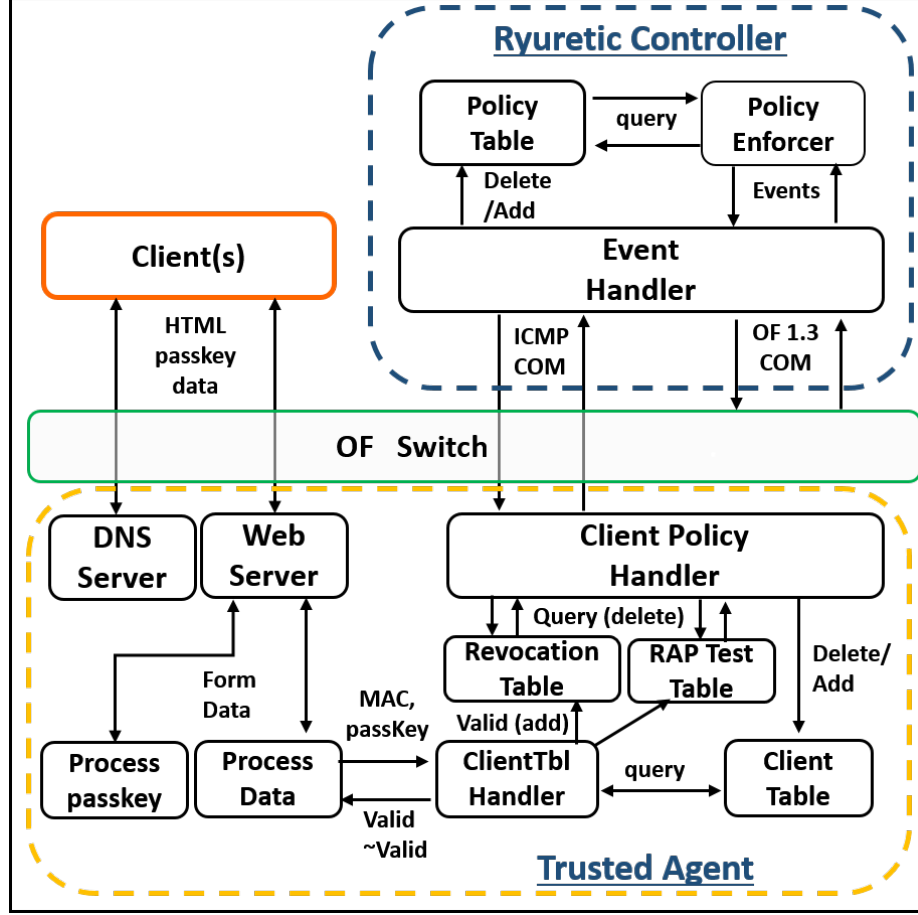 Ryuretic Controller
Policy
Table
query
Policy
Enforcer
Delete
/Add
Events
Event
Handler
Client(s)
HTML
passkey
data
ICMP
COM
OF 1.3
COM
OF Switch
DNS
Server
Web
Server
Client Policy
Handler
Query (delete)
Revocation
Table
RAP Test
Table
Delete/
Add
Form
Data
MAC,
passKey
Valid (add)
Process
passkey
Process
Data
ClientTbl
Handler
query
Client
Table
Valid
~Valid
Trusted Agent